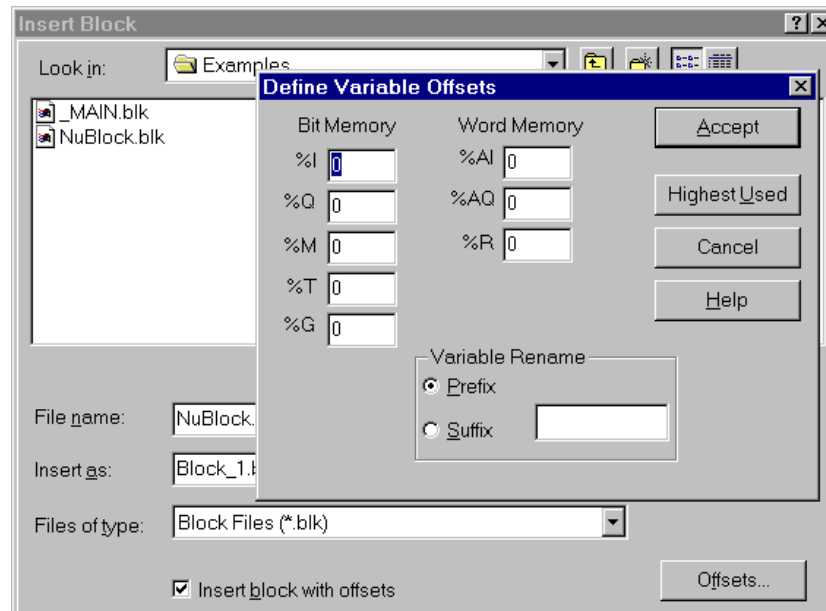 Insert Block
Look in:
Examples
_MAIN.blk
NuBlock.blk
Define Variable Offsets
Bit Memory
Word Memory
%I 0
%AI 0
%Q 0
%AQ 0
%M 0
%R 0
%T 0
%G 0
Accept
Highest Used
Cancel
Help
Variable Rename
Prefix
Suffix
File name:
NuBlock.
Insert as:
Block_1.b
Files of type:
Block Files (*.blk)
Insert block with offsets
Offsets...